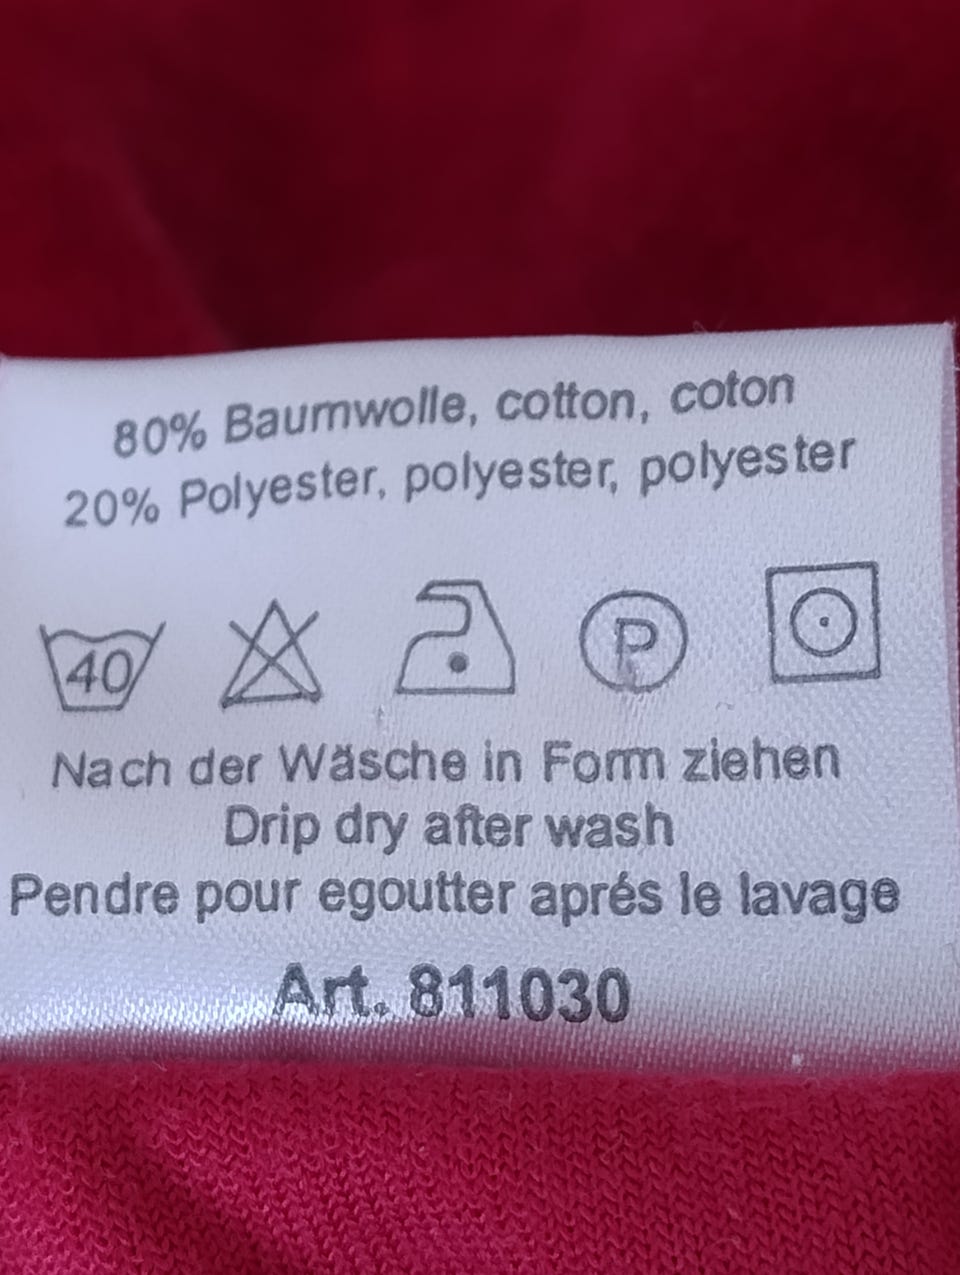 80% Baumwolle, cotton, coton
20% Polyester, polyester, polyester
40 P
Nach der Wäsche in Form ziehen
Drip dry after wash
Pendre pour egoutter aprés le lavage
Art. 811030